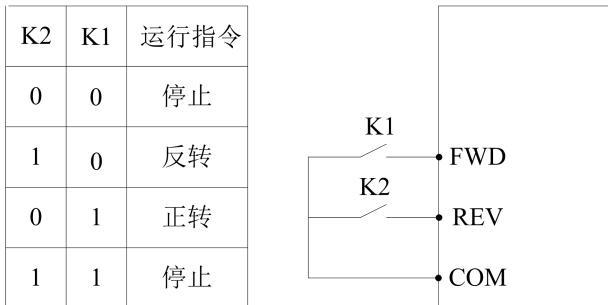 K2 K1 运行指令
0 0 停止
1 0 反转
0 1 正转
1 1 停止
K1
FWD
K2
REV
COM